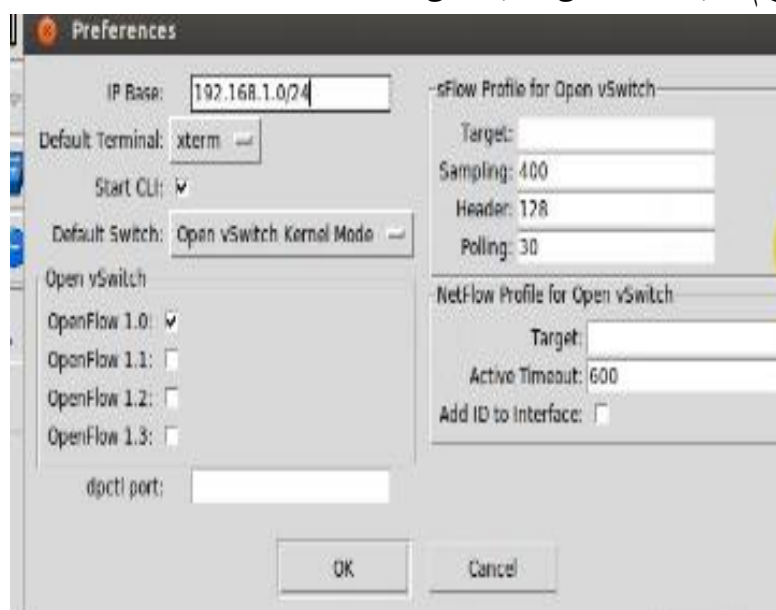 Preferences
IP Base: 192.168.1.0/24
Default Terminal: xterm
Start CLI:
Default Switch: Open vSwitch Kernel Mode
Open vSwitch
OpenFlow 1.0:
OpenFlow 1.1:
OpenFlow 1.2:
OpenFlow 1.3:
dpctl port:
sFlow Profile for Open vSwitch
Target:
Sampling: 400
Header: 128
Polling: 30
NetFlow Profile for Open vSwitch
Target:
Active Timeout: 600
Add ID to Interface:
OK
Cancel